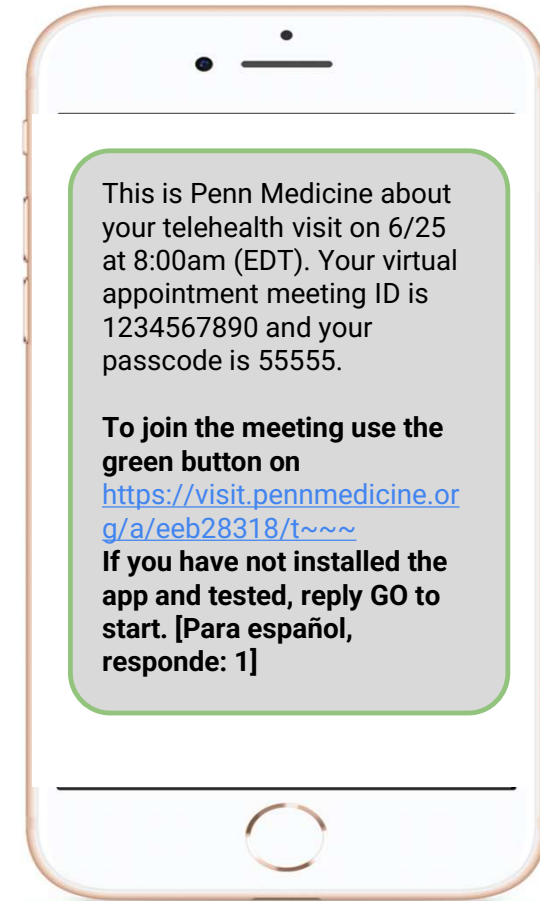 This is Penn Medicine about
your telehealth visit on 6/25
at 8:00am (EDT). Your virtual
appointment meeting ID is
1234567890 and your
passcode is 55555.
To join the meeting use the
green button on
https://visit.pennmedicine.or
g/a/eeb28318/t~~~
If you have not installed the
app and tested, reply GO to
start. [Para español,
responde: 1]